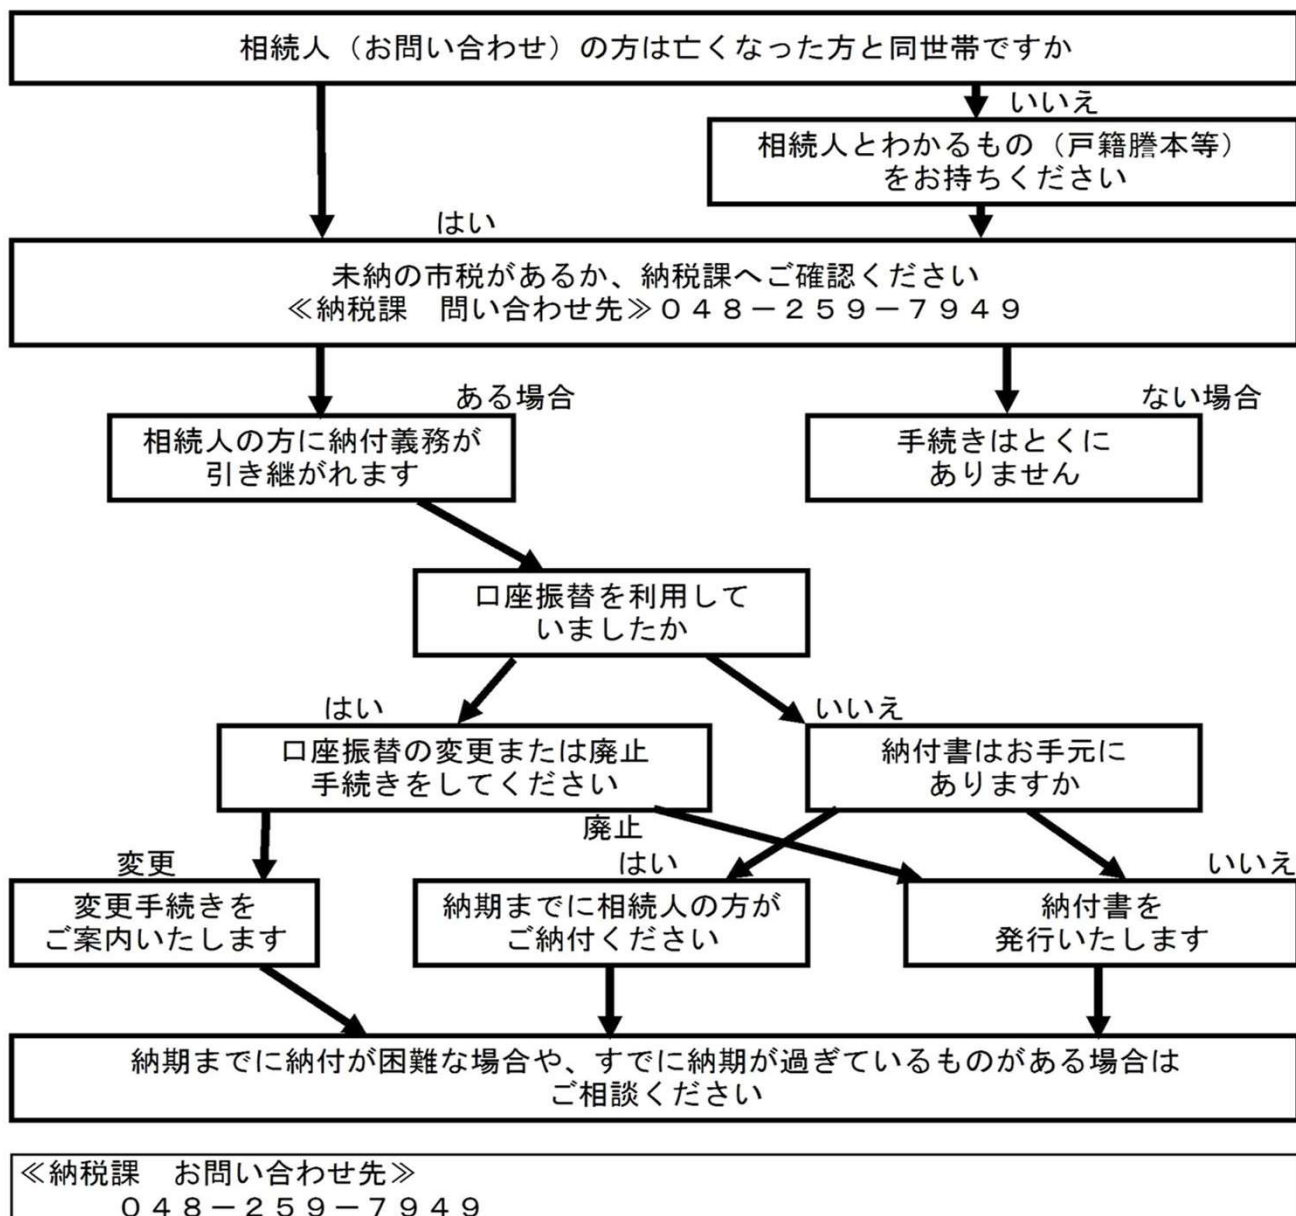 相続人（お問い合わせ）の方は亡くなった方と同世帯ですか
いいえ
相続人とわかるもの（戸籍謄本等）
をお持ちください
はい
未納の市税があるか、納税課へご確認ください
≪納税課　問い合わせ先≫０４８－２５９－７９４９
ある場合
ない場合
相続人の方に納付義務が
引き継がれます
手続きはとくに
ありません
口座振替を利用して
いましたか
はい
いいえ
口座振替の変更または廃止
手続きをしてください
納付書はお手元に
ありますか
廃止
変更
はい
いいえ
変更手続きを
ご案内いたします
納期までに相続人の方が
ご納付ください
納付書を
発行いたします
納期までに納付が困難な場合や、すでに納期が過ぎているものがある場合は
ご相談ください
≪納税課　お問い合わせ先≫
０４８－２５９－７９４９